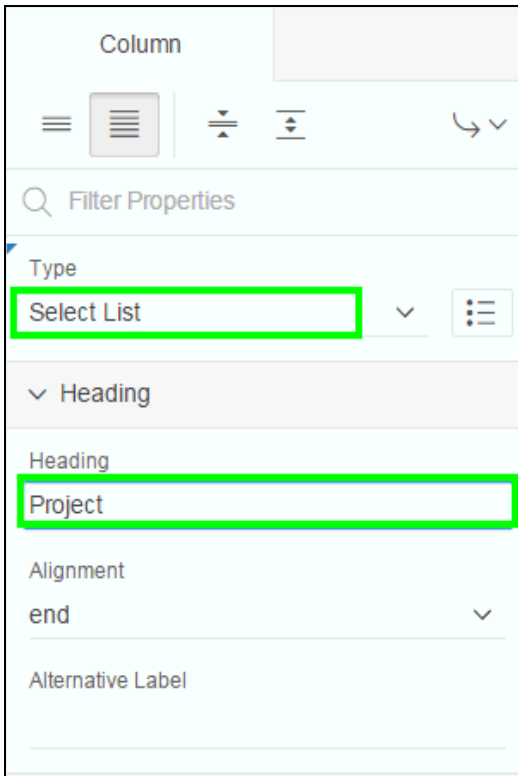 Column
Filter Properties
Type
Select List
Heading
Heading
Project
Alignment
end
Alternative Label